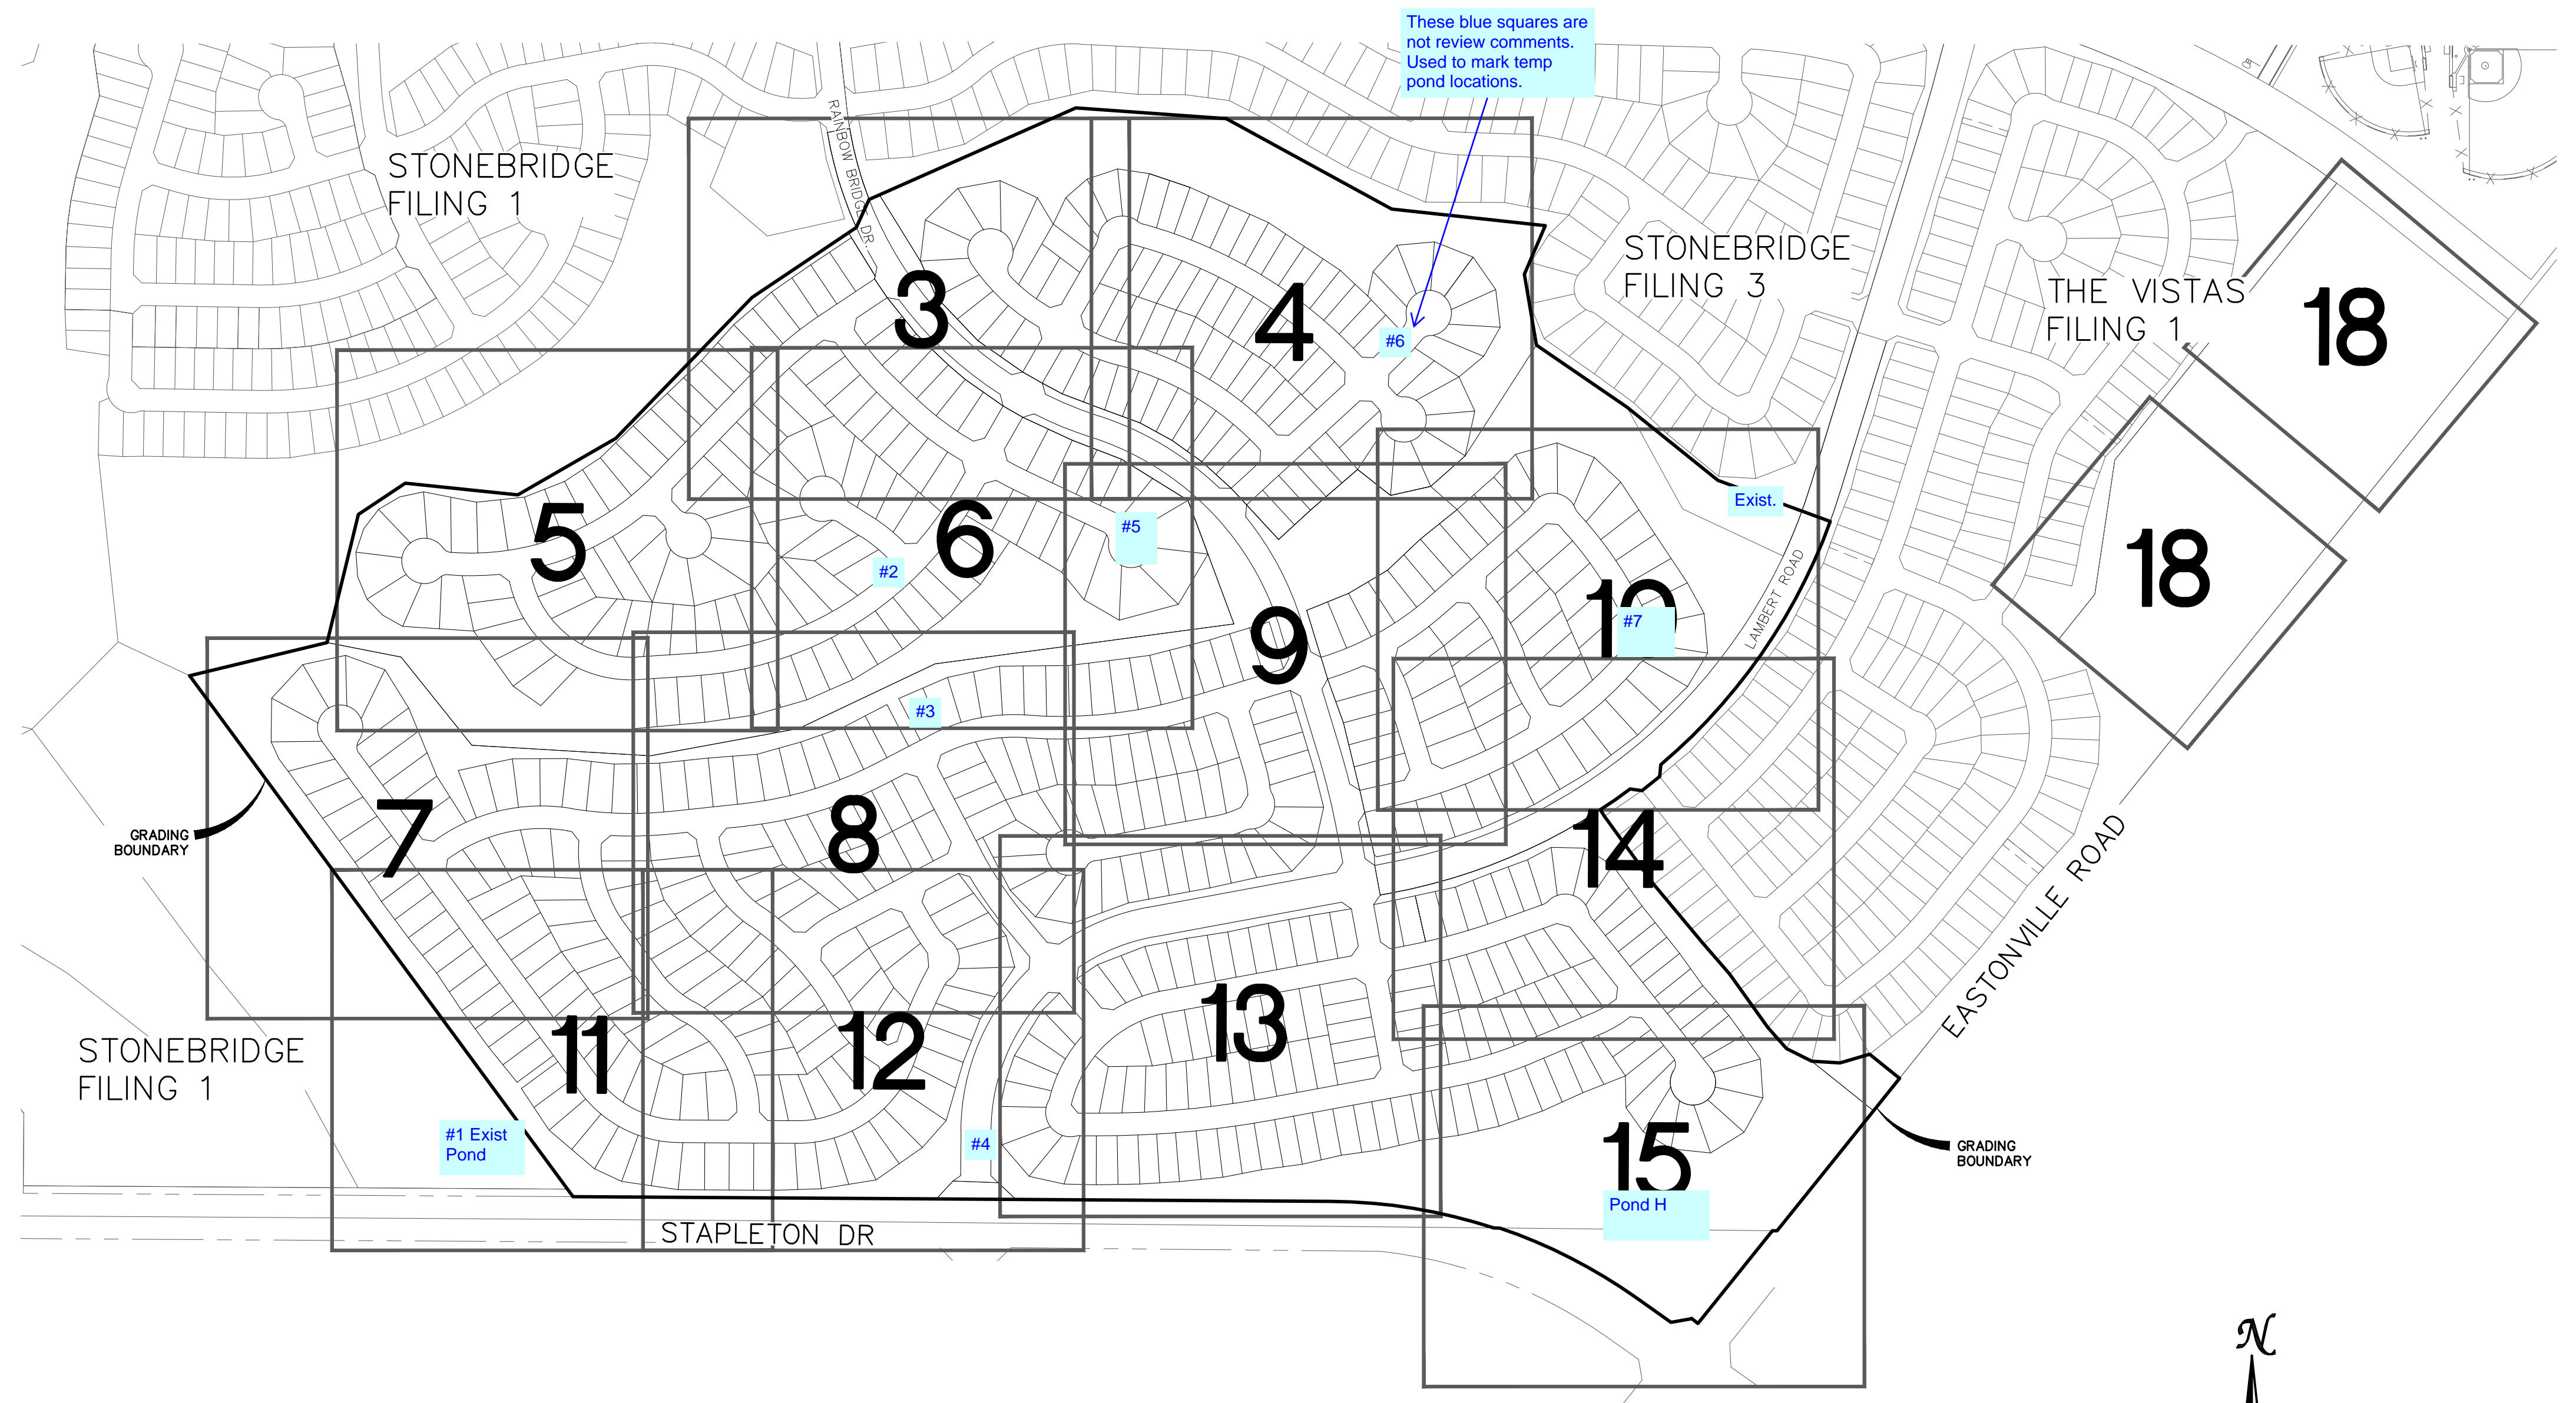 These blue squares are
not review comments.
Used to mark temp
pond locations.
RAINBOW BRIDGE DR.
STONEBRIDGE
FILING 1
STONEBRIDGE
FILING 3
THE VISTAS
FILING 1
18
3
4
#6
Exist.
5
6
#5
#2
18
10
#7
LAMBERT ROAD
9
#3
7
8
14
GRADING
BOUNDARY
EASTONVILLE ROAD
STONEBRIDGE
FILING 1
11
12
13
#1 Exist
Pond
#4
15
Pond H
GRADING
BOUNDARY
STAPLETON DR
N